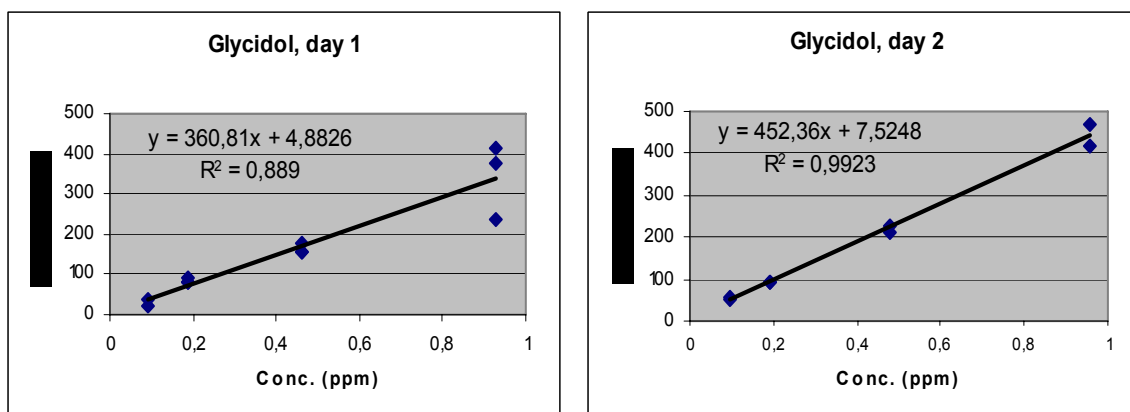 Glycidol, day 1
500
400
300
200
100
0
y = 360,81x + 4,8826
R² = 0,889
0 0,2 0,4 0,6 0,8 1
Conc. (ppm)
Glycidol, day 2
500
400
300
200
100
0
y = 452,36x + 7,5248
R² = 0,9923
0 0,2 0,4 0,6 0,8 1
Conc. (ppm)